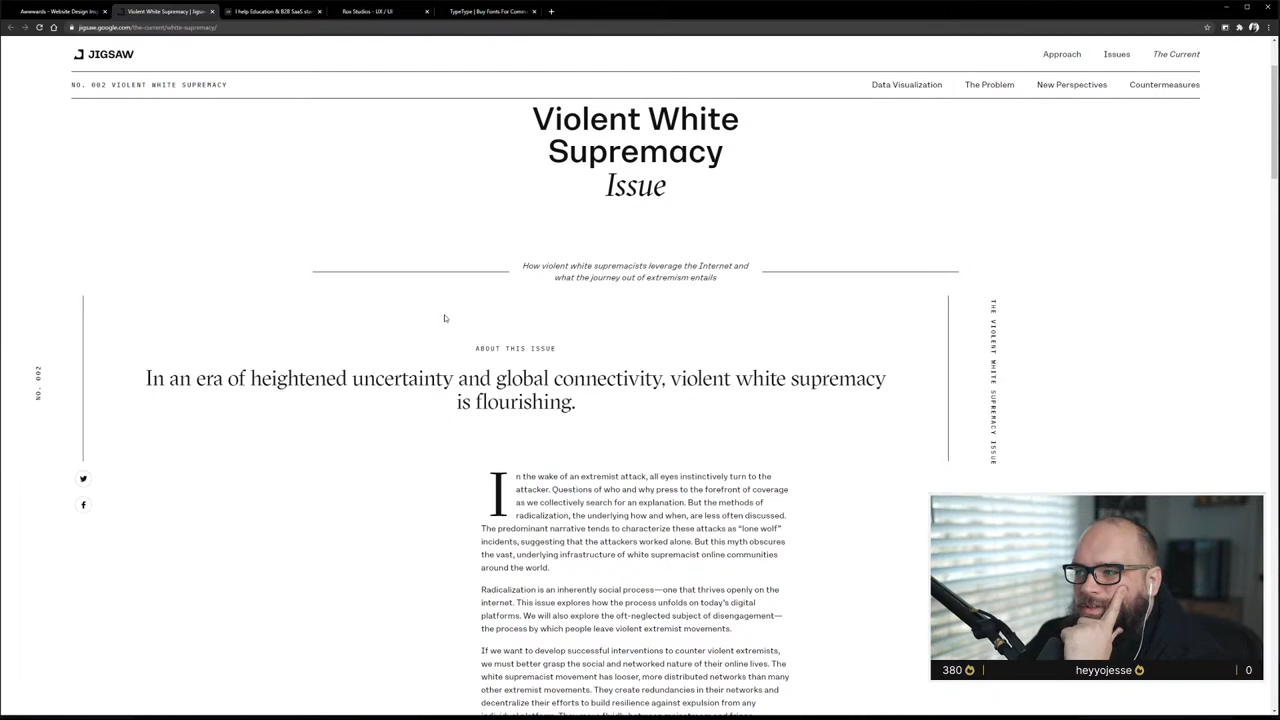 Awwwards - Website Design Ins
Violent White Supremacy | Jigsa
I help Education & B2B SaaS star
Rox Studios - UX / UI
TypeType | Buy Fonts For Comm
jigsaw.google.com/the-current/white-supremacy/
JIGSAW
Approach
Issues
The Current
NO. 002 VIOLENT WHITE SUPREMACY
Data Visualization
The Problem
New Perspectives
Countermeasures
Violent White
Supremacy
Issue
How violent white supremacists leverage the Internet and
what the journey out of extremism entails
NO. 002
THE VIOLENT WHITE SUPREMACY ISSUE
ABOUT THIS ISSUE
In an era of heightened uncertainty and global connectivity, violent white supremacy
is flourishing.
In the wake of an extremist attack, all eyes instinctively turn to the
attacker. Questions of who and why press to the forefront of coverage
as we collectively search for an explanation. But the methods of
radicalization, the underlying how and when, are less often discussed.
The predominant narrative tends to characterize these attacks as “lone wolf”
incidents, suggesting that the attackers worked alone. But this myth obscures
the vast, underlying infrastructure of white supremacist online communities
around the world.
Radicalization is an inherently social process—one that thrives openly on the
internet. This issue explores how the process unfolds on today's digital
platforms. We will also explore the oft-neglected subject of disengagement—
the process by which people leave violent extremist movements.
If we want to develop successful interventions to counter violent extremists,
we must better grasp the social and networked nature of their online lives. The
white supremacist movement has looser, more distributed networks than many
other extremist movements. They create redundancies in their networks and
decentralize their efforts to build resilience against expulsion from any
380
heyyojesse
0